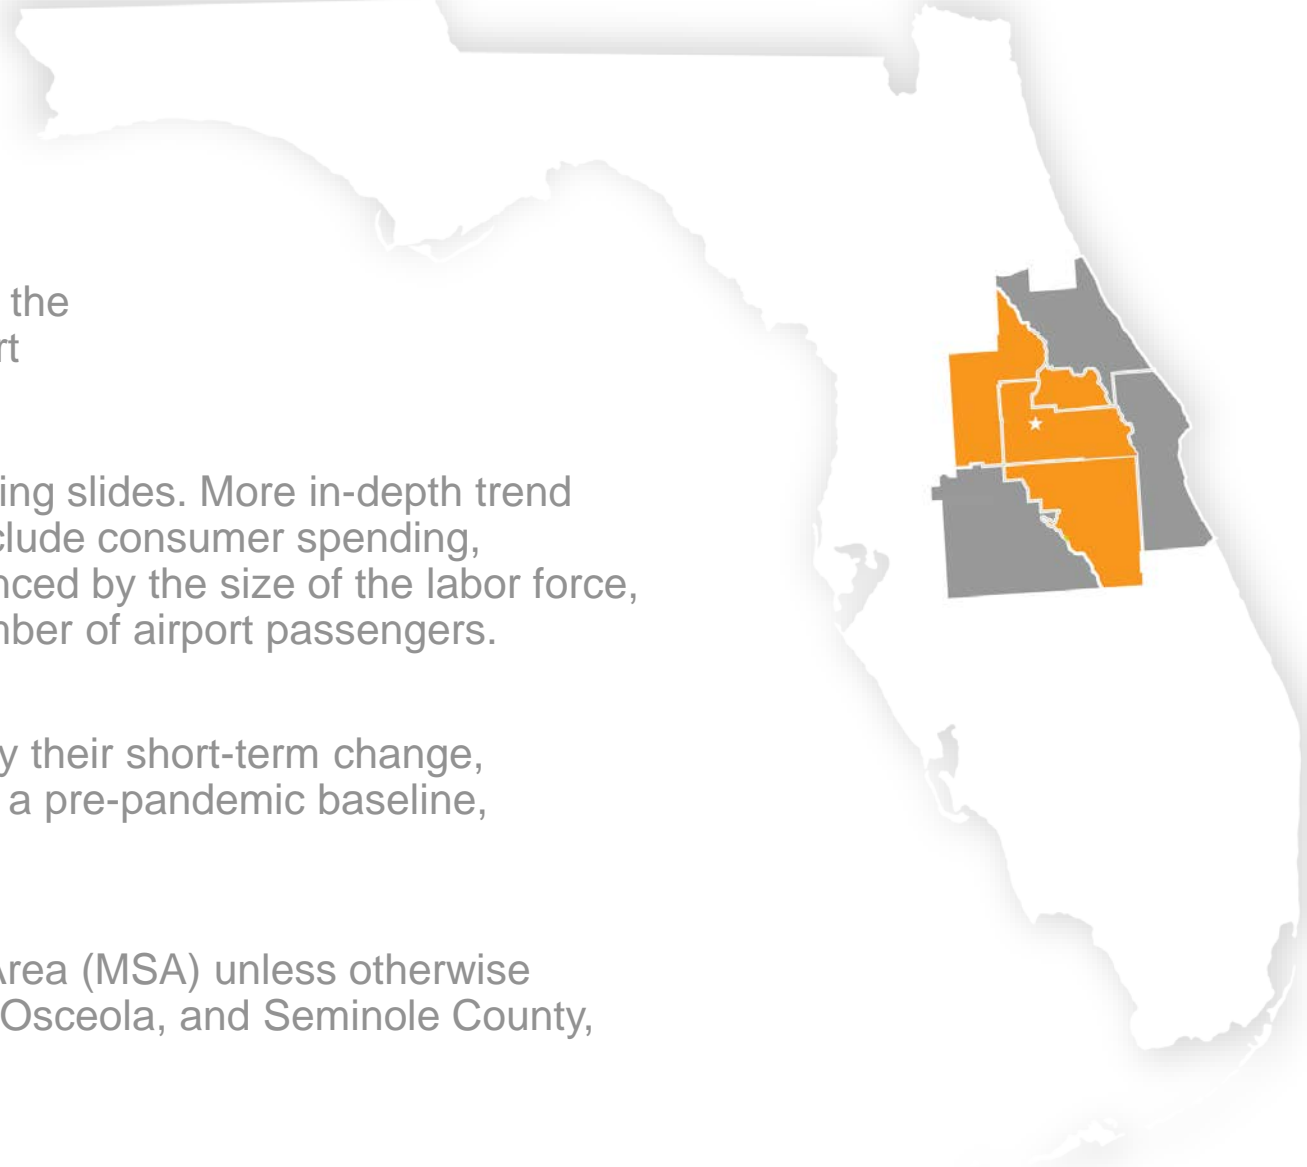 the
rt
ing slides. More in-depth trend
clude consumer spending,
nced by the size of the labor force,
mber of airport passengers.
y their short-term change,
a pre-pandemic baseline,
Area (MSA) unless otherwise
Osceola, and Seminole County,